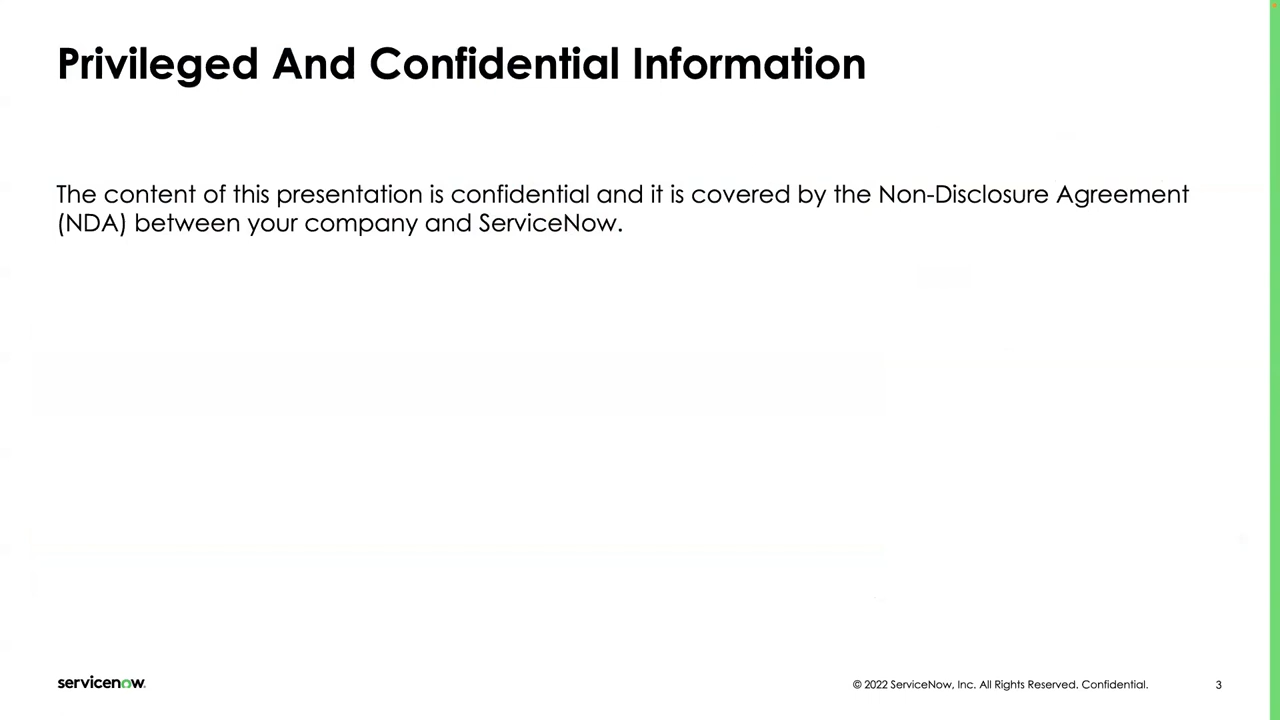 Privileged And Confidential Information
The content of this presentation is confidential and it is covered by the Non-Disclosure Agreement
(NDA) between your company and ServiceNow.
servicenow.
© 2022 ServiceNow, Inc. All Rights Reserved. Confidential.
3